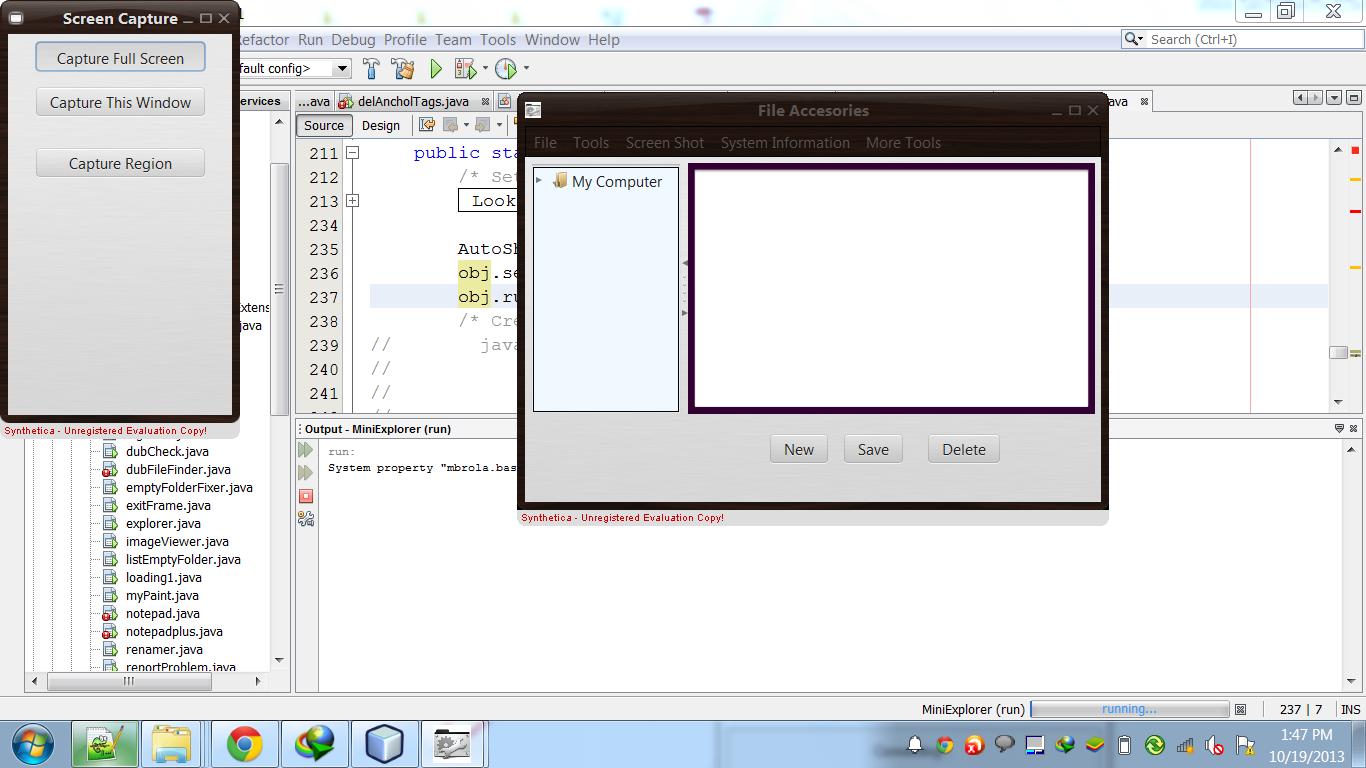 Screen Capture
Capture Full Screen
Capture This Window
Capture Region
Synthetica - Unregistered Evaluation Copy!
efactor Run Debug Profile Team Tools Window Help
Search (Ctrl+I)
fault config>
ervices
...ava delAncholTags.java ava
Source Design
211 public sta
212 /* Se
213 Look
234
235 AutoSh
236 obj.se
237 obj.ru
238 /* Cre
239 // java
240 //
241 //
//
Extens
java
File Accesories
File Tools Screen Shot System Information More Tools
My Computer
New Save Delete
Synthetica - Unregistered Evaluation Copy!
dubCheck.java
dubFileFinder.java
emptyFolderFixer.java
exitFrame.java
explorer.java
imageViewer.java
listEmptyFolder.java
loading1.java
myPaint.java
notepad.java
notepadplus.java
renamer.java
reportProblem.java
Output - MiniExplorer (run)
run:
System property "mbrola.bas
MiniExplorer (run) running... 237 | 7 INS
1:47 PM
10/19/2013